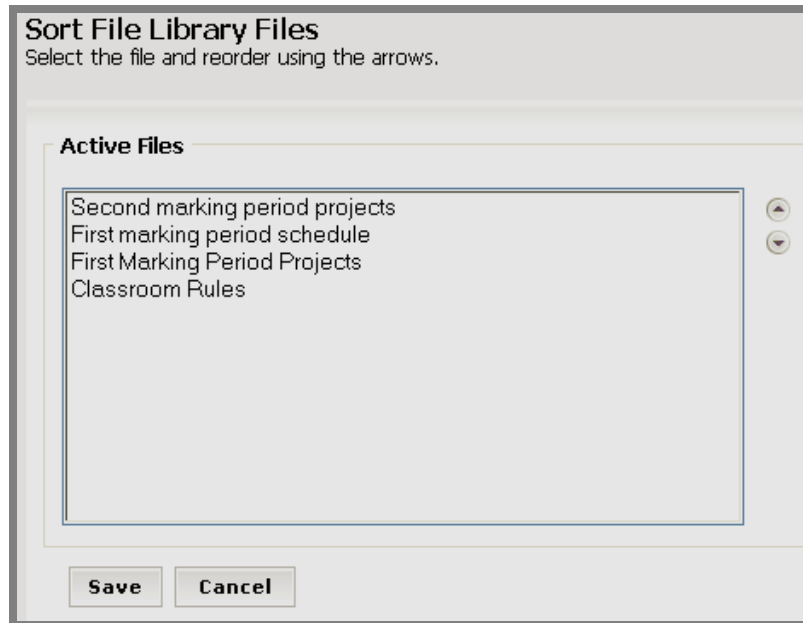 Sort File Library Files
Select the file and reorder using the arrows.
Active Files
Second marking period projects
First marking period schedule
First Marking Period Projects
Classroom Rules
Save Cancel